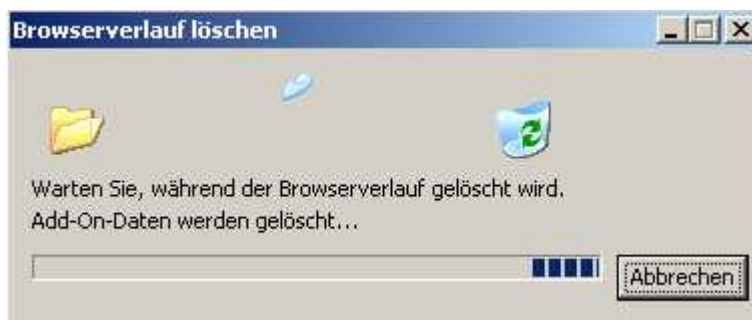 Browserverlauf löschen
Warten Sie, während der Browserverlauf gelöscht wird.
Add-On-Daten werden gelöscht...
Abbrechen